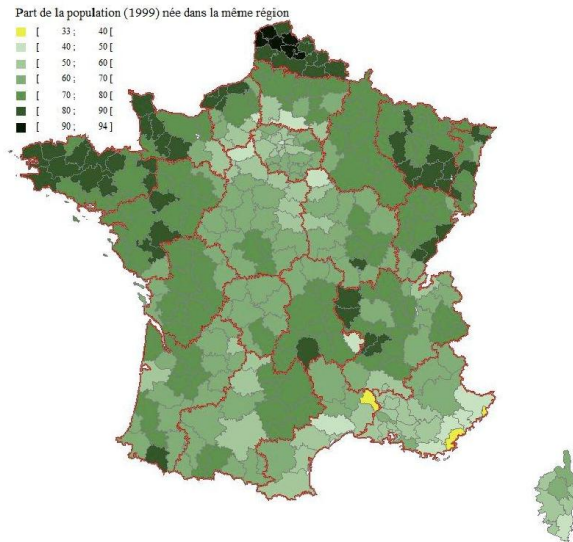 Part de la population (1999) née dans la même région
[ 33 ; 40 [
[ 40 ; 50 [
[ 50 ; 60 [
[ 60 ; 70 [
[ 70 ; 80 [
[ 80 ; 90 [
[ 90 ; 94 ]